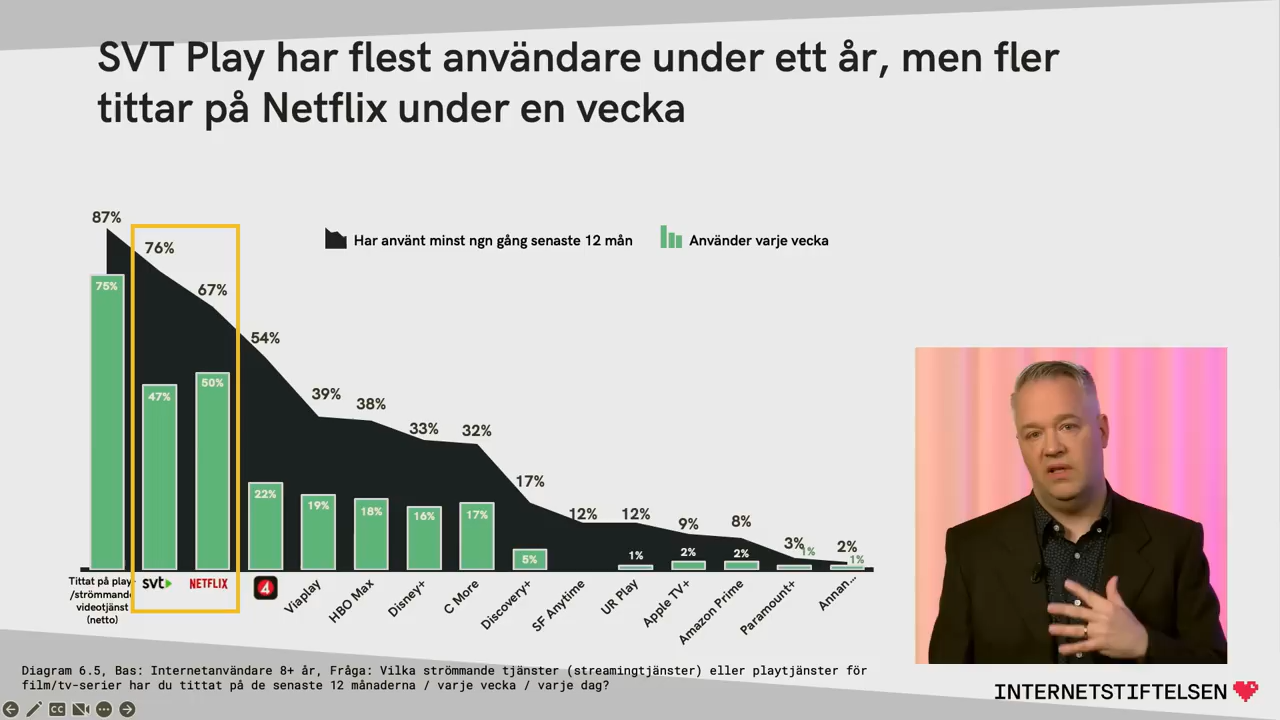 SVT Play har flest användare under ett år, men fler
tittar på Netflix under en vecka
Har använt minst ngn gång senaste 12 mån
Använder varje vecka
87%
76%
67%
54%
39%
38%
33%
32%
17%
12%
12%
9%
8%
3%
2%
75%
47%
50%
22%
19%
18%
16%
17%
5%
1%
2%
2%
1%
1%
Tittat på play-
/strömmande
videotjänst
(netto)
svt
NETFLIX
4
Viaplay
HBO Max
Disney+
C More
Discovery+
SF Anytime
UR Play
Apple TV+
Amazon Prime
Paramount+
Annan...
Diagram 6.5, Bas: Internetanvändare 8+ år, Fråga: Vilka strömmande tjänster (streamingtjänster) eller playtjänster för
film/tv-serier har du tittat på de senaste 12 månaderna / varje vecka / varje dag?
INTERNETSTIFTELSEN
CC